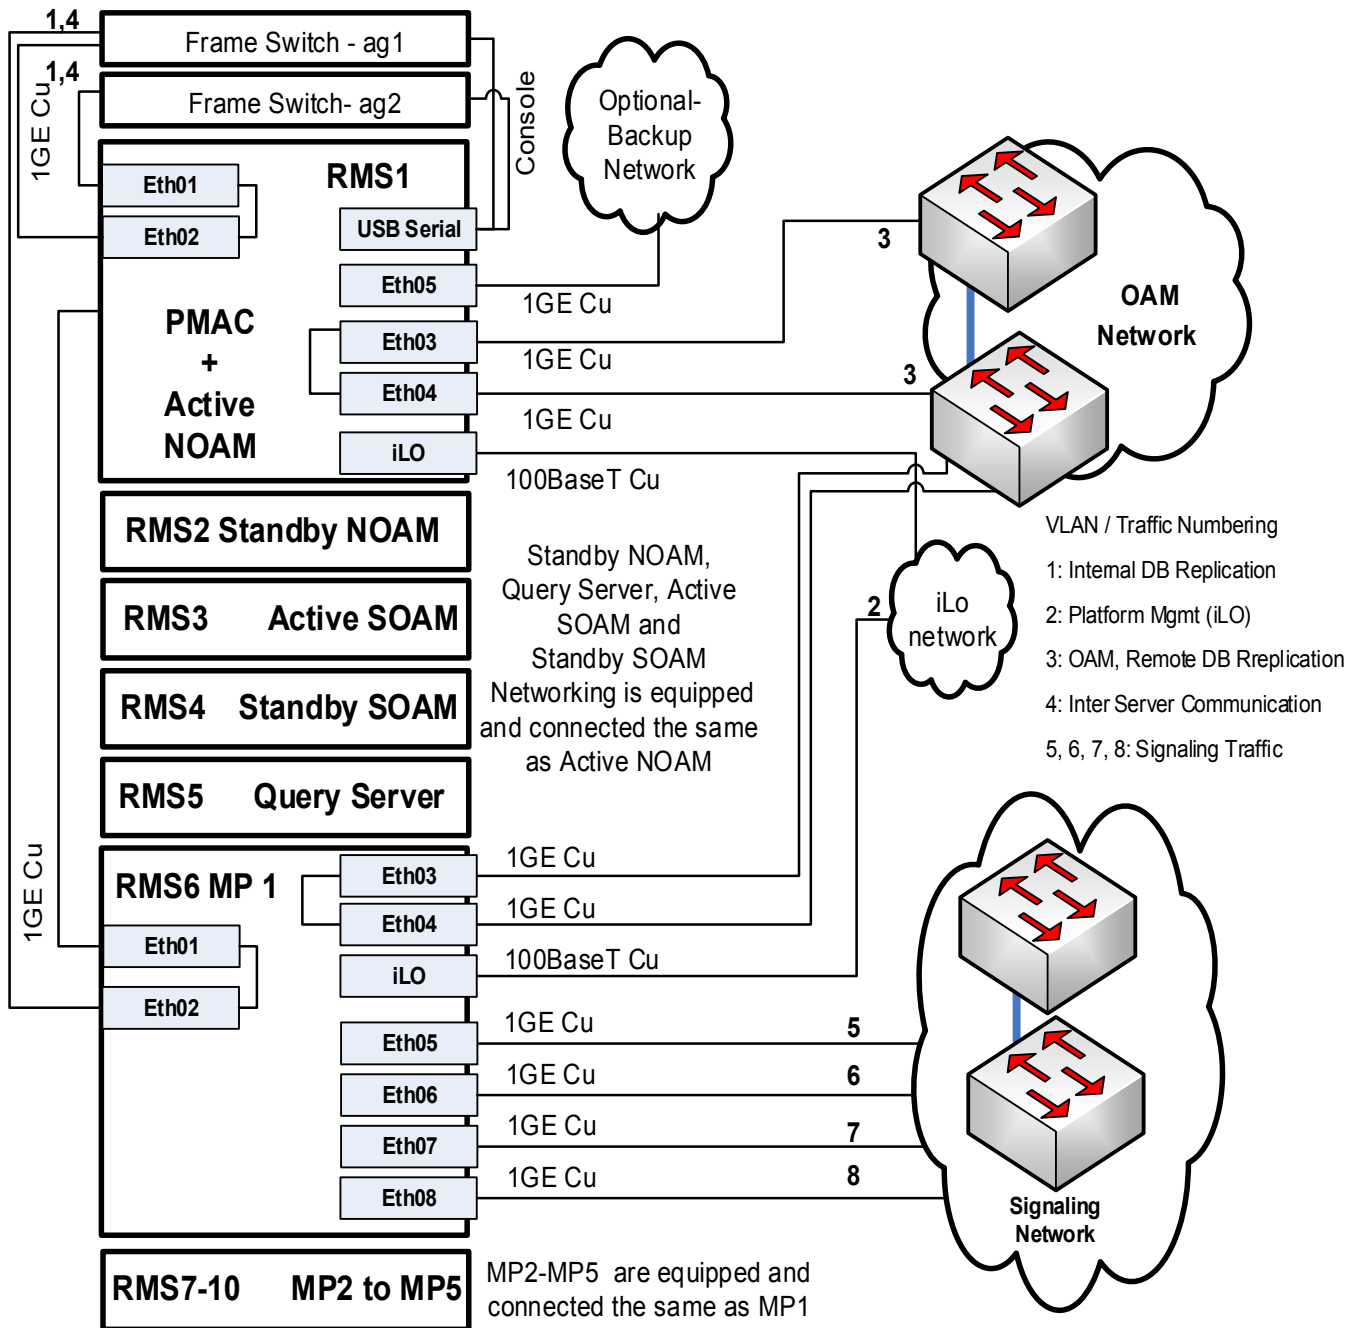 1,4
Frame Switch - ag1
1,4
Frame Switch- ag2
1GE Cu
Console
Optional-
Backup
Network
RMS1
Eth01
Eth02
USB Serial
Eth05
1GE Cu
Eth03
1GE Cu
3
Eth04
1GE Cu
3
iLO
100BaseT Cu
PMAC
+
Active
NOAM
OAM
Network
RMS2 Standby NOAM
RMS3 Active SOAM
RMS4 Standby SOAM
RMS5 Query Server
Standby NOAM,
Query Server, Active
SOAM and
Standby SOAM
Networking is equipped
and connected the same
as Active NOAM
2
iLo
network
VLAN / Traffic Numbering
1: Internal DB Replication
2: Platform Mgmt (iLO)
3: OAM, Remote DB Rreplication
4: Inter Server Communication
5, 6, 7, 8: Signaling Traffic
1GE Cu
RMS6 MP 1
Eth01
Eth02
Eth03
1GE Cu
Eth04
1GE Cu
iLO
100BaseT Cu
Eth05
1GE Cu
5
Eth06
1GE Cu
6
Eth07
1GE Cu
7
Eth08
1GE Cu
8
Signaling
Network
RMS7-10 MP2 to MP5
MP2-MP5 are equipped and
connected the same as MP1